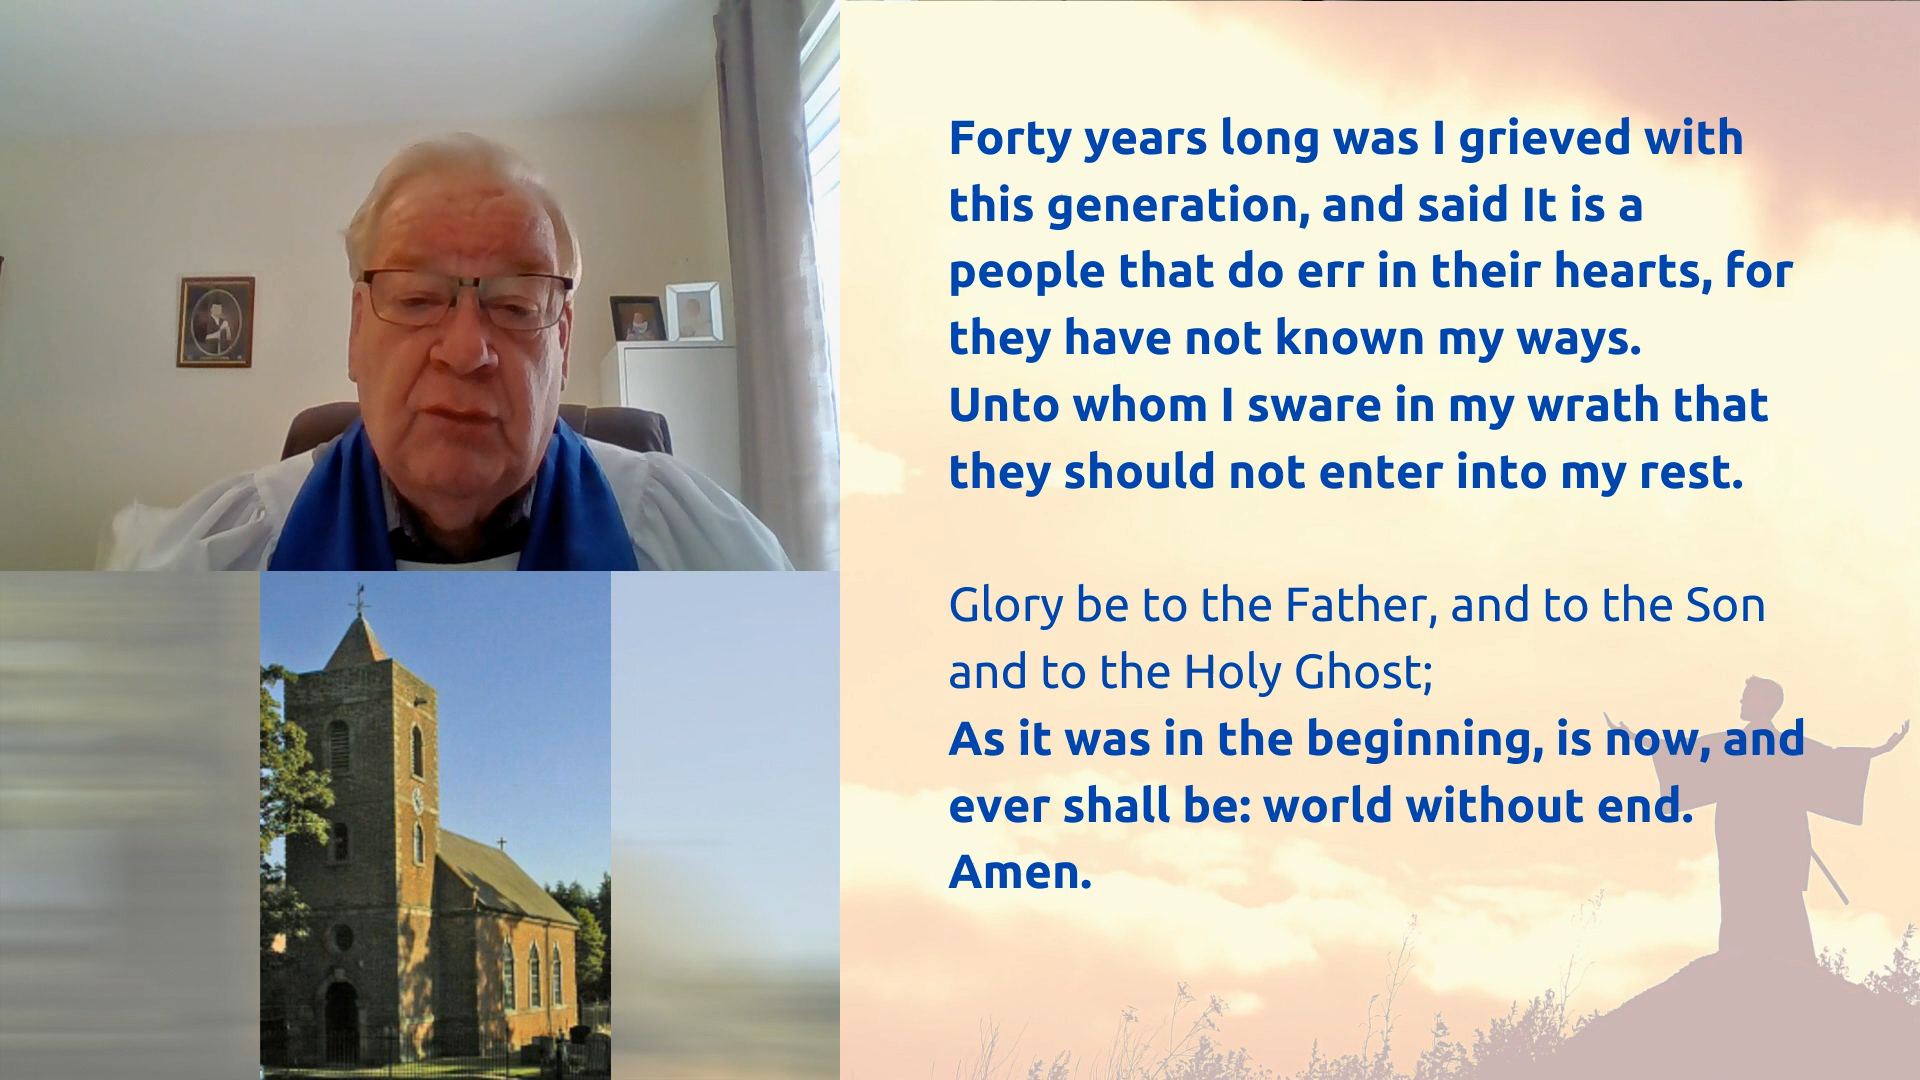 Forty years long was I grieved with
this generation, and said It is a
people that do err in their hearts, for
they have not known my ways.
Unto whom I sware in my wrath that
they should not enter into my rest.
Glory be to the Father, and to the Son
and to the Holy Ghost;
As it was in the beginning, is now, and
ever shall be: world without end.
Amen.